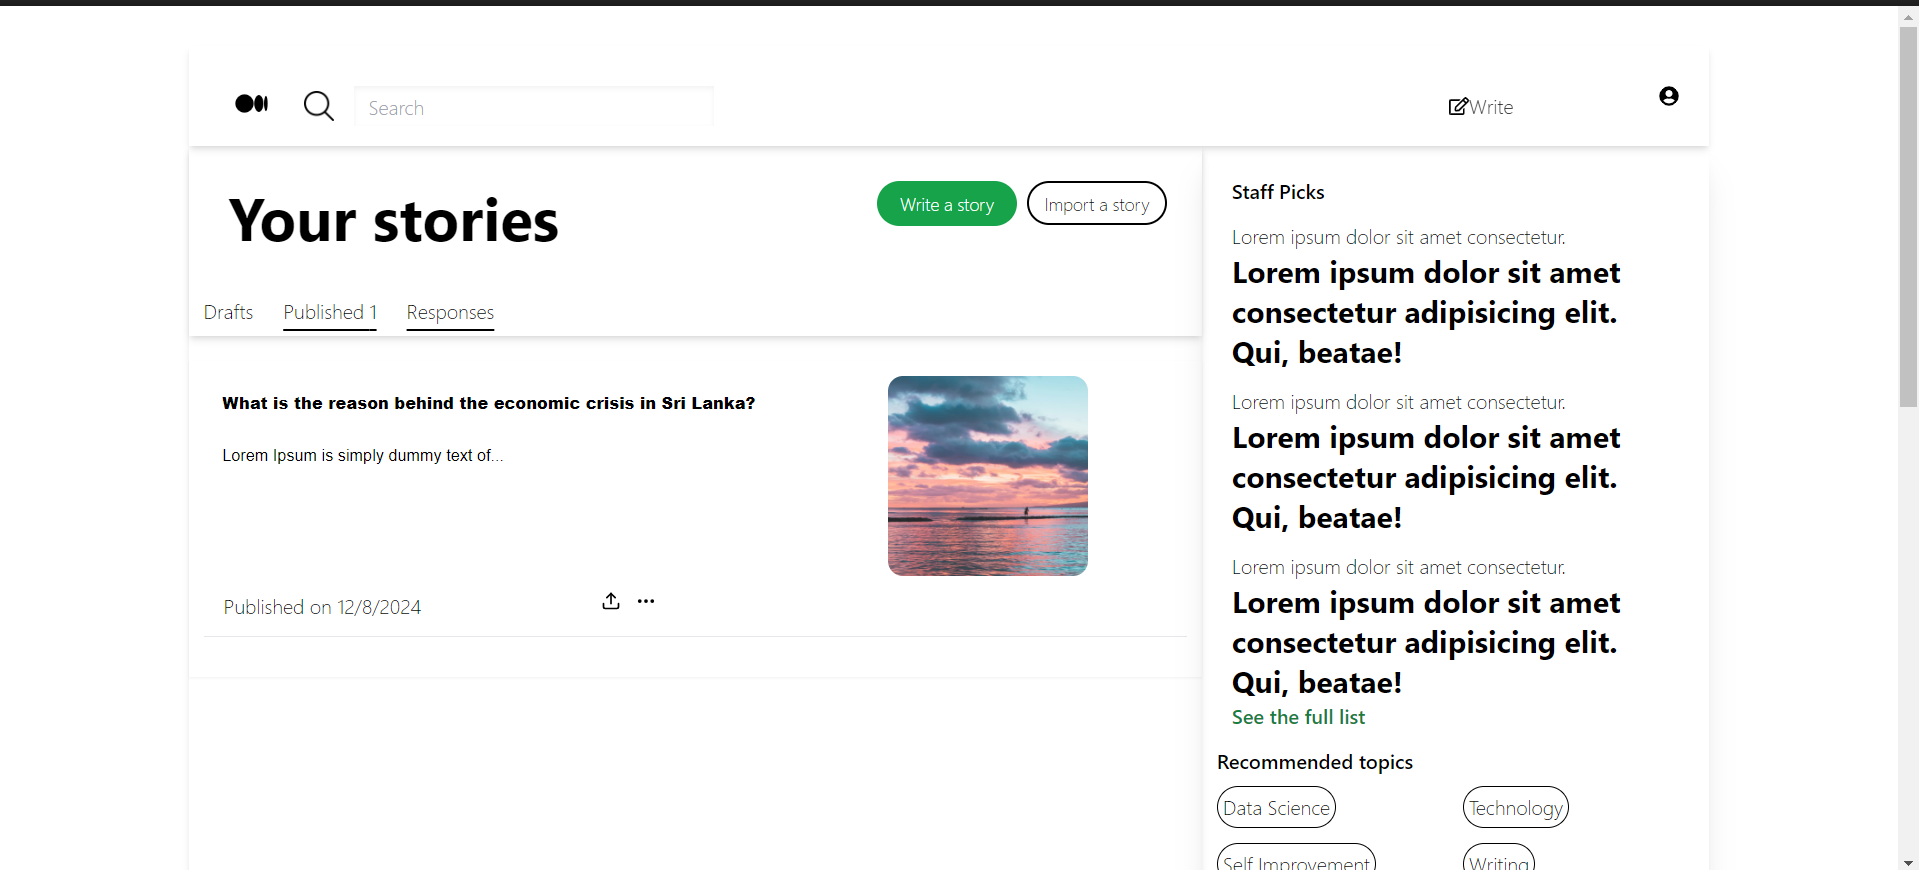 Search
Write
Your stories
Write a story
Import a story
Drafts
Published 1
Responses
What is the reason behind the economic crisis in Sri Lanka?
Lorem Ipsum is simply dummy text of...
Published on 12/8/2024
Staff Picks
Lorem ipsum dolor sit amet consectetur.
Lorem ipsum dolor sit amet
consectetur adipisicing elit.
Qui, beatae!
Lorem ipsum dolor sit amet consectetur.
Lorem ipsum dolor sit amet
consectetur adipisicing elit.
Qui, beatae!
Lorem ipsum dolor sit amet consectetur.
Lorem ipsum dolor sit amet
consectetur adipisicing elit.
Qui, beatae!
See the full list
Recommended topics
Data Science
Technology
Self Improvement
Writing